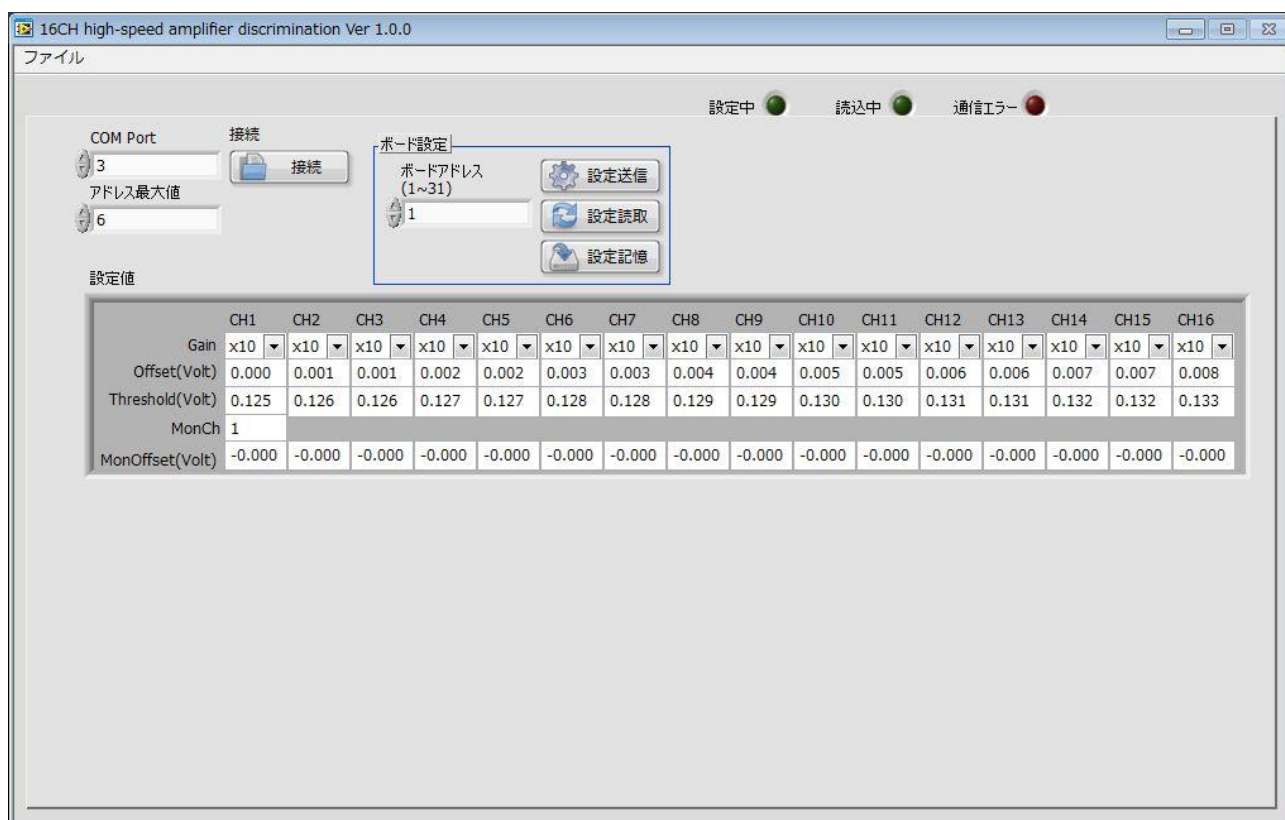 16CH high-speed amplifier discrimination Ver 1.0.0
ファイル
設定中 読込中 通信エラー
COM Port 接続
3 接続
アドレス最大値
6
ボード設定
ボードアドレス
(1~31)
1
設定送信
設定読取
設定記憶
設定値
CH1 CH2 CH3 CH4 CH5 CH6 CH7 CH8 CH9 CH10 CH11 CH12 CH13 CH14 CH15 CH16
Gain x10 x10 x10 x10 x10 x10 x10 x10 x10 x10 x10 x10 x10 x10 x10 x10
Offset(Volt) 0.000 0.001 0.001 0.002 0.002 0.003 0.003 0.004 0.004 0.005 0.005 0.006 0.006 0.007 0.007 0.008
Threshold(Volt) 0.125 0.126 0.126 0.127 0.127 0.128 0.128 0.129 0.129 0.130 0.130 0.131 0.131 0.132 0.132 0.133
MonCh 1
MonOffset(Volt) -0.000 -0.000 -0.000 -0.000 -0.000 -0.000 -0.000 -0.000 -0.000 -0.000 -0.000 -0.000 -0.000 -0.000 -0.000 -0.000